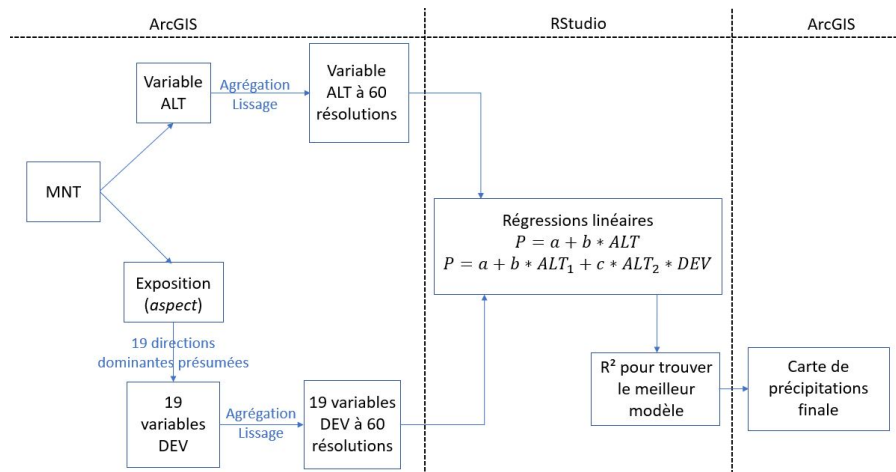 ArcGIS
RStudio
ArcGIS
Variable
ALT
Agrégation
Lissage
Variable
ALT à 60
résolutions
MNT
Régressions linéaires
P = a + b * ALT
P = a + b * ALT₁ + c * ALT₂ * DEV
Exposition
(aspect)
19 directions
dominantes présumées
19
variables
DEV
Agrégation
Lissage
19 variables
DEV à 60
résolutions
R² pour trouver
le meilleur
modèle
Carte de
précipitations
finale